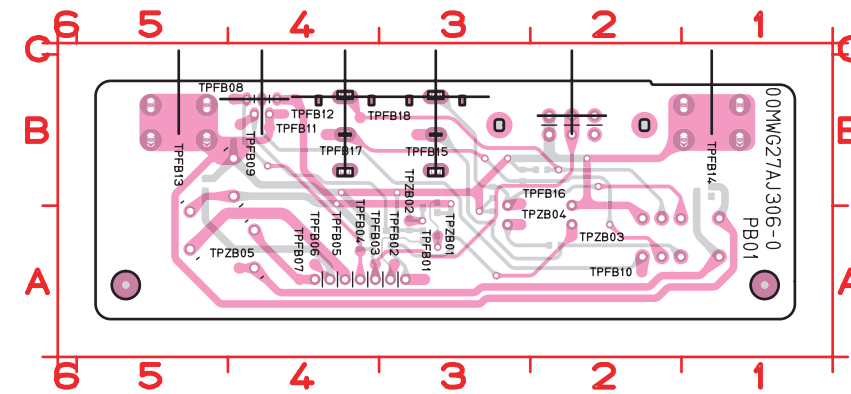 6 5 4 3 2 1
C C
TPFB08
TPFB12
TPFB18
TPFB11
B B
TPFB17
TPFB15
TPFB13
TPFB09
TPFB14
00MWG27AJ306-0
PB01
TPFB16
TPZB04
TPZB02
TPZB03
TPZB01
TPFB06
TPFB05
TPFB04
TPFB03
TPFB02
TPFB01
TPFB07
TPZB05
TPFB10
A A
6 5 4 3 2 1